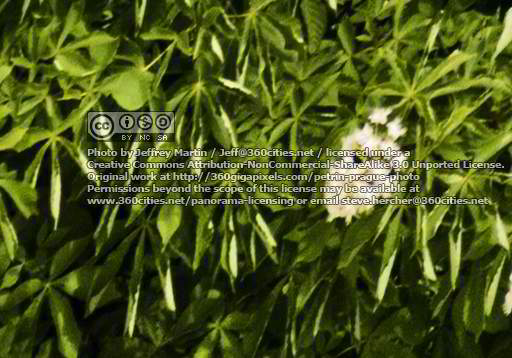 cc
BY NC SA
Photo by Jeffrey Martin / Jeff@360cities.net / licensed under a
Creative Commons Attribution-NonCommercial-ShareAlike 3.0 Unported License.
Original work at http://360gigapixels.com/petrin-prague-photo
Permissions beyond the scope of this license may be available at
www.360cities.net/panorama-licensing or email steve.hercher@360cities.net.